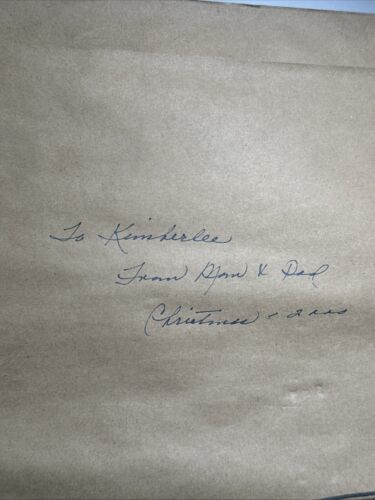 To Kimberlee
From Mom & Dad
Christmas - 2000